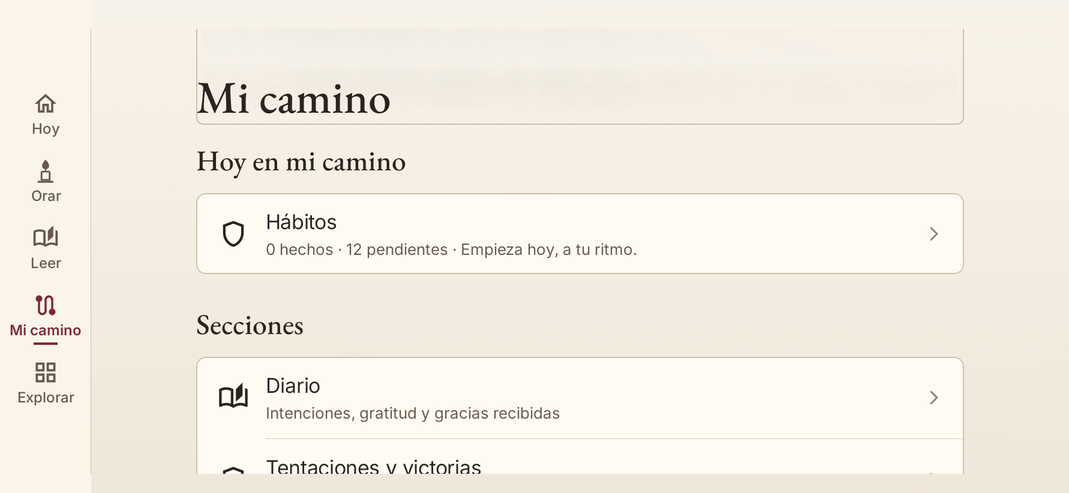 Mi camino
Hoy en mi camino
Hábitos
0 hechos · 12 pendientes · Empieza hoy, a tu ritmo.
Secciones
Diario
Intenciones, gratitud y gracias recibidas
Tentaciones y victorias
Hoy
Orar
Leer
Mi camino
Explorar